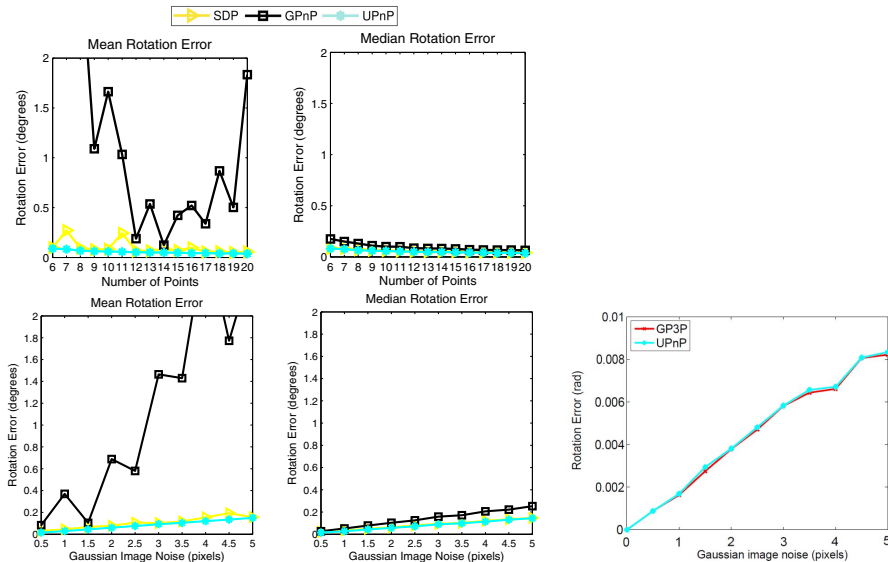 SDP GPnP UPnP
Mean Rotation Error
Rotation Error (degrees)
2
1.5
1
0.5
0
6 7 8 9 10 11 12 13 14 15 16 17 18 19 20
Number of Points
Median Rotation Error
Rotation Error (degrees)
2
1.5
1
0.5
0
6 7 8 9 10 11 12 13 14 15 16 17 18 19 20
Number of Points
Mean Rotation Error
Rotation Error (degrees)
2
1.8
1.6
1.4
1.2
1
0.8
0.6
0.4
0.2
0
0.5 1 1.5 2 2.5 3 3.5 4 4.5 5
Gaussian Image Noise (pixels)
Median Rotation Error
Rotation Error (degrees)
2
1.8
1.6
1.4
1.2
1
0.8
0.6
0.4
0.2
0
0.5 1 1.5 2 2.5 3 3.5 4 4.5 5
Gaussian Image Noise (pixels)
GP3P
UPnP
Rotation Error (rad)
0.01
0.008
0.006
0.004
0.002
0
0 1 2 3 4 5
Gaussian image noise (pixels)